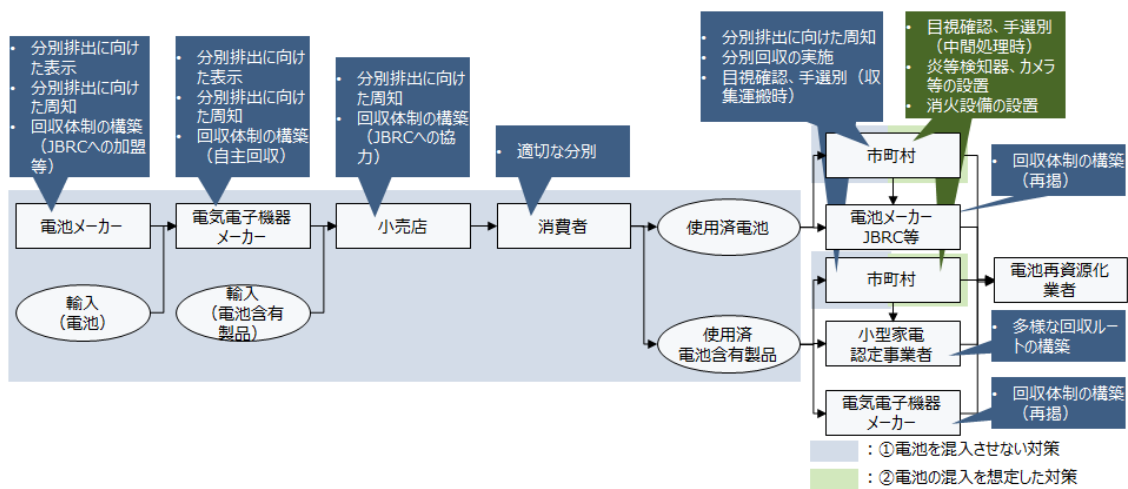 • 分別排出に向
けた表示
• 分別排出に向
けた周知
• 回収体制の構築
（JBRCへの加盟
等）
• 分別排出に向
けた表示
• 分別排出に向
けた周知
• 回収体制の構築
（自主回収）
• 分別排出に向
けた周知
• 回収体制の構築
（JBRCへの協
力）
• 適切な分別
• 分別排出に向けた周知
• 分別回収の実施
• 目視確認、手選別（収
集運搬時）
• 目視確認、手選別
（中間処理時）
• 炎等検知器、カメラ
等の設置
• 消火設備の設置
電池メーカー
電気電子機器
メーカー
小売店
消費者
使用済電池
輸入
（電池）
輸入
（電池含有
製品）
使用済
電池含有製品
市町村
電池メーカー
JBRC等
市町村
小型家電
認定事業者
電気電子機器
メーカー
• 回収体制の構築
（再掲）
電池再資源化
業者
• 多様な回収ルー
トの構築
• 回収体制の構築
（再掲）
：①電池を混入させない対策
：②電池の混入を想定した対策